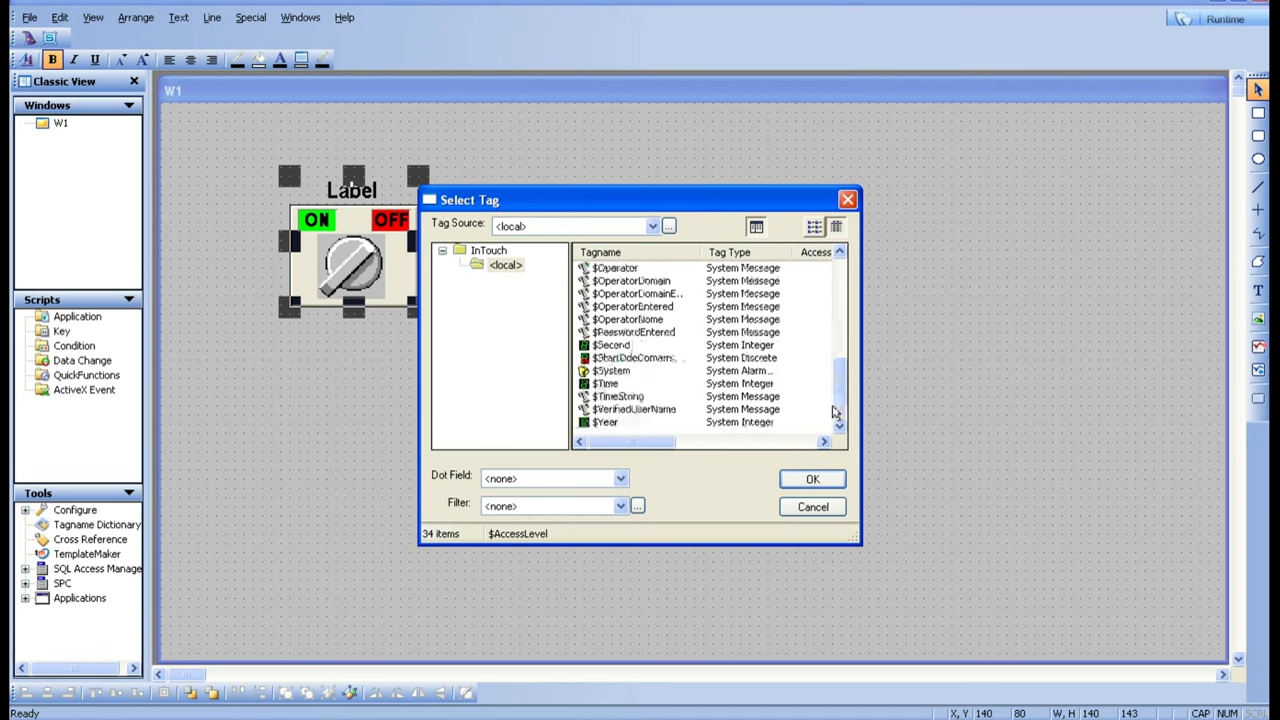 File Edit View Arrange Text Line Special Windows Help
Runtime
B I U A A A
Classic View
Windows
W1
Scripts
Application
Key
Condition
Data Change
QuickFunctions
ActiveX Event
Tools
Configure
Tagname Dictionary
Cross Reference
TemplateMaker
SQL Access Manage
SPC
Applications
W1
Label
ON OFF
Select Tag
Tag Source: <local> ...
InTouch
<local>
Tagname Tag Type Access
$Operator System Message
$OperatorDomain System Message
$OperatorDomainE... System Message
$OperatorEntered System Message
$OperatorName System Message
$PasswordEntered System Message
$Second System Integer
System Discrete
$System System Alarm...
$Time System Integer
$TimeString System Message
$VerifiedUserName System Message
$Year System Integer
Dot Field: <none> OK
Filter: <none> ... Cancel
34 items $AccessLevel
T
Ready X, Y 140 80 W, H 140 143 CAP NUM SCRL